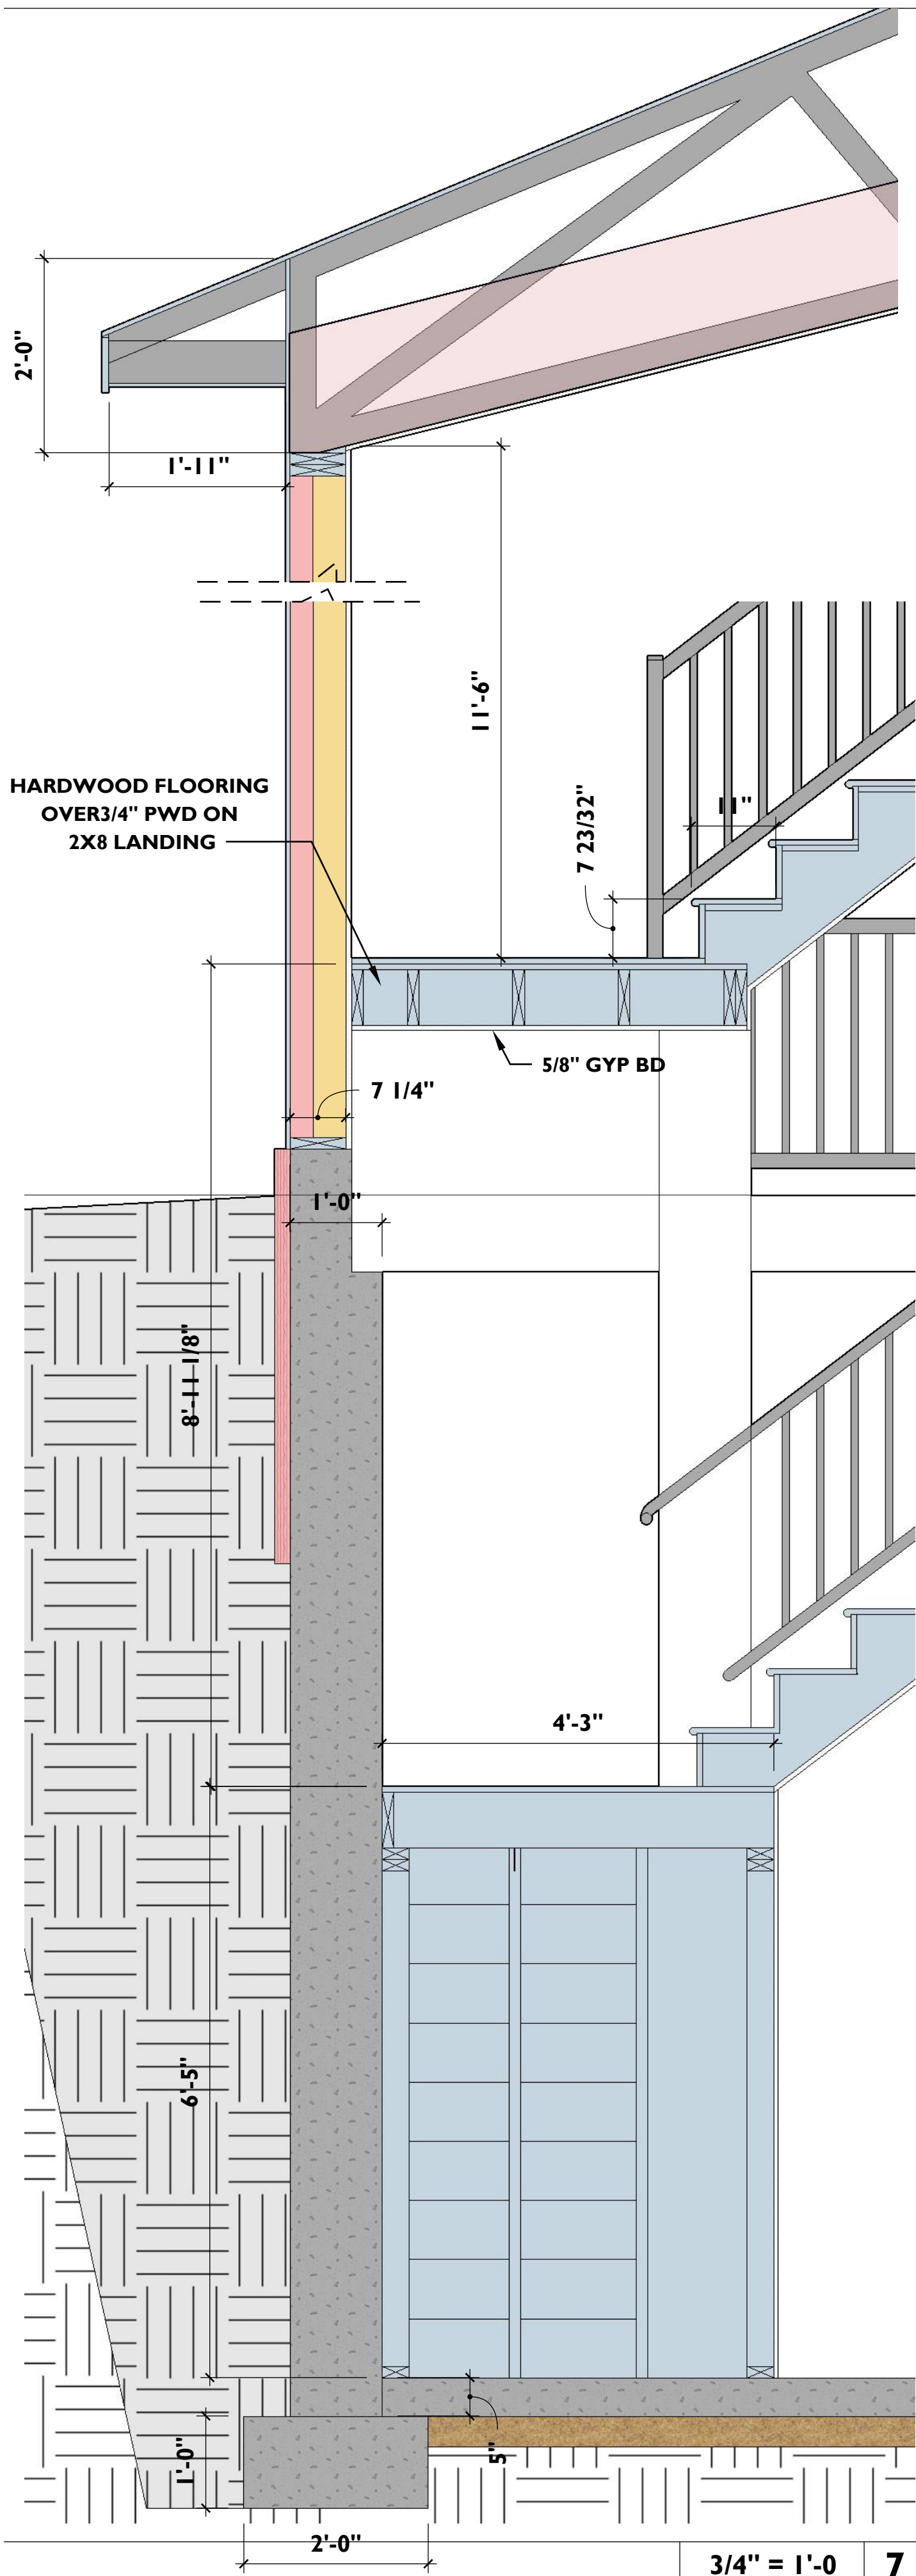 2'-0"
1'-11"
11'-6"
HARDWOOD FLOORING
OVER3/4" PWD ON
2X8 LANDING
7 23/32"
11"
5/8" GYP BD
7 1/4"
1'-0"
8'-11 1/8"
4'-3"
6'-5"
1'-0"
5"
2'-0"
3/4" = 1'-0
7